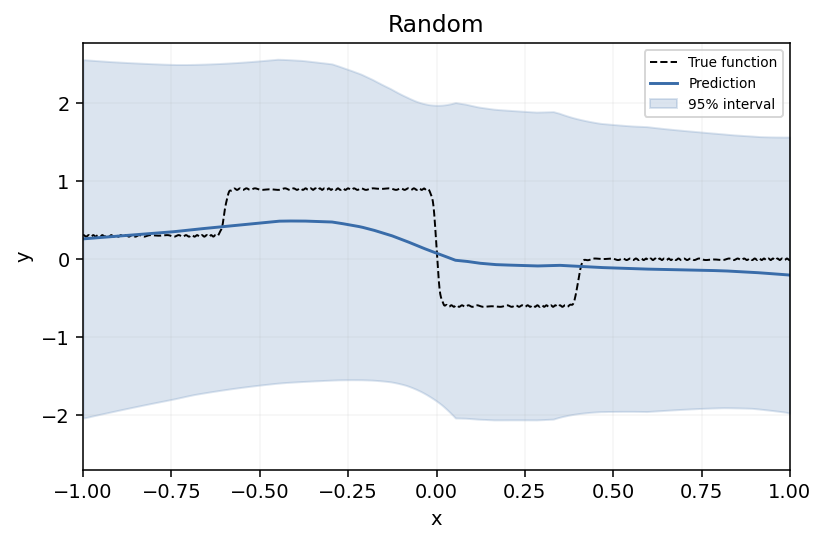 Random
True function
Prediction
95% interval
y
2
1
0
−1
−2
−1.00 −0.75 −0.50 −0.25 0.00 0.25 0.50 0.75 1.00
x